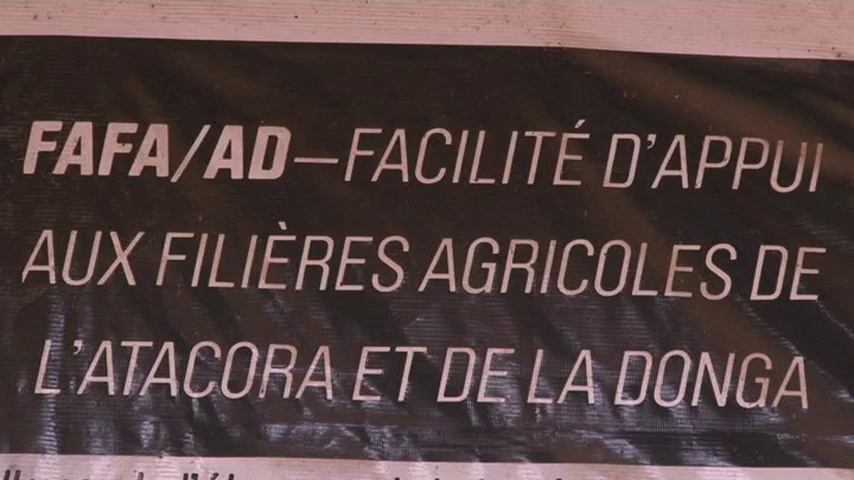 FAFA/AD–FACILITÉ D'APPUI
AUX FILIÈRES AGRICOLES DE
L'ATACORA ET DE LA DONGA